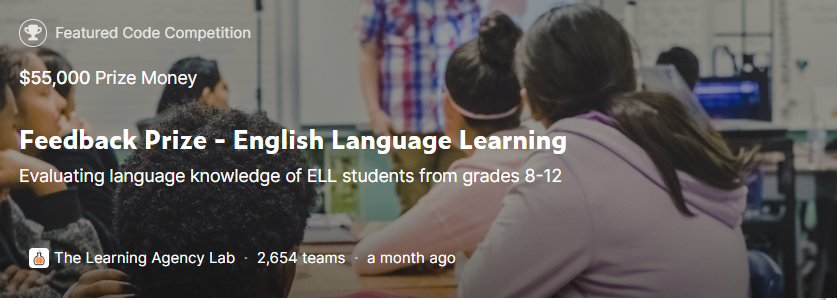 Featured Code Competition
$55,000 Prize Money
Feedback Prize - English Language Learning
Evaluating language knowledge of ELL students from grades 8-12
The Learning Agency Lab · 2,654 teams · a month ago